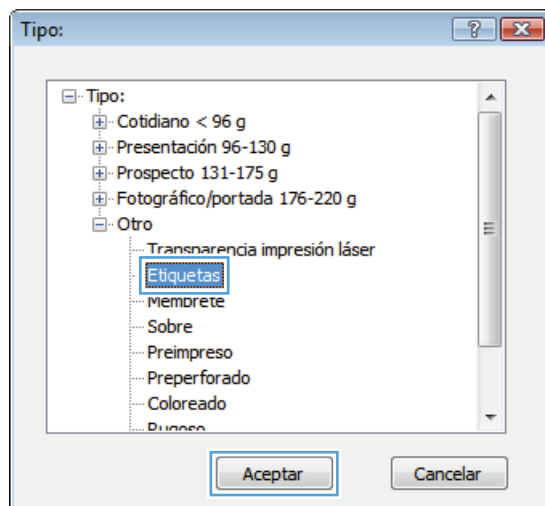 Tipo:
Tipo:
Cotidiano < 96 g
Presentación 96-130 g
Prospecto 131-175 g
Fotográfico/portada 176-220 g
Otro
Transparencia impresión láser
Etiquetas
Membrete
Sobre
Preimpreso
Preperforado
Coloreado
Rugoso
Aceptar Cancelar